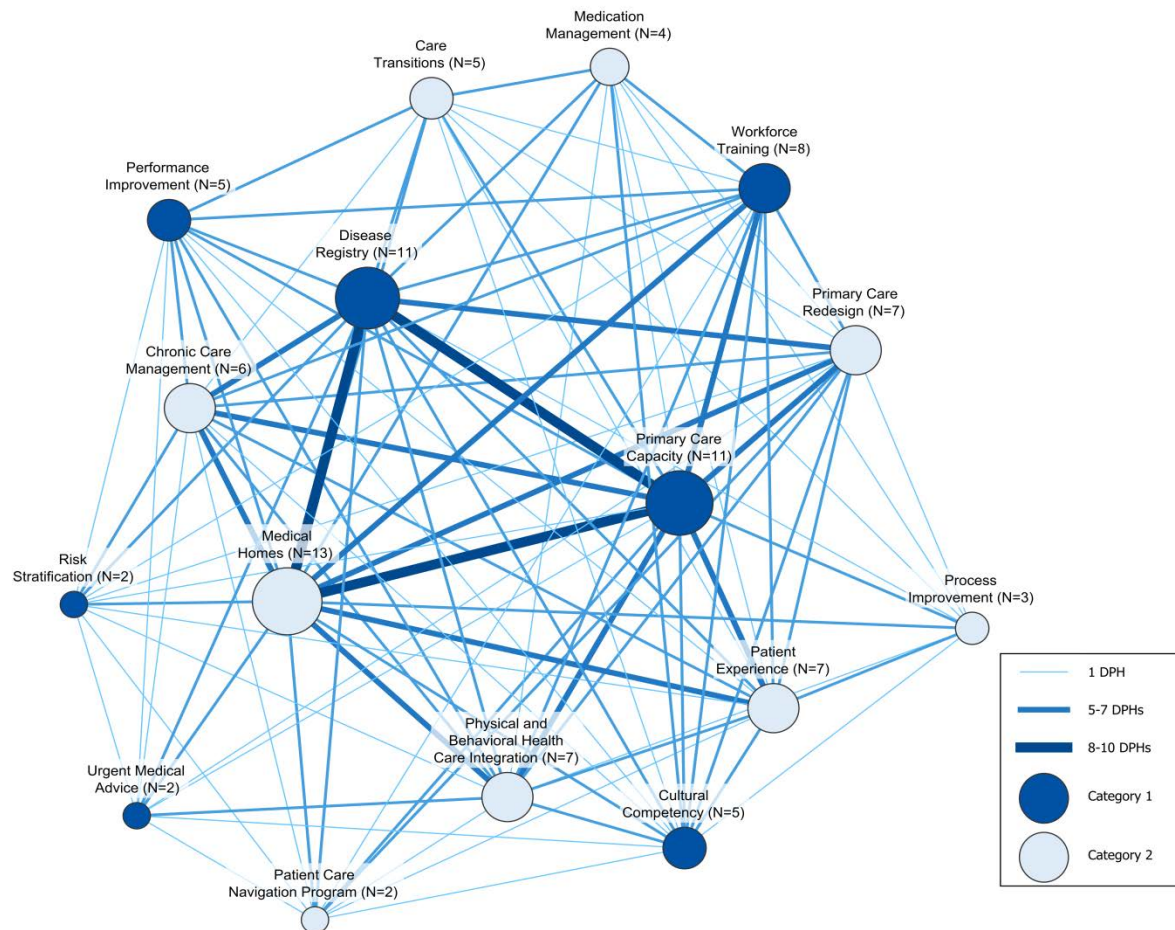 Medication
Management (N=4)
Care
Transitions (N=5)
Workforce
Training (N=8)
Performance
Improvement (N=5)
Disease
Registry (N=11)
Primary Care
Redesign (N=7)
Chronic Care
Management (N=6)
Primary Care
Capacity (N=11)
Medical
Homes (N=13)
Risk
Stratification (N=2)
Process
Improvement (N=3)
Patient
Experience (N=7)
Physical and
Behavioral Health
Care Integration (N=7)
Urgent Medical
Advice (N=2)
Cultural
Competency (N=5)
Patient Care
Navigation Program (N=2)
1 DPH
5-7 DPHs
8-10 DPHs
Category 1
Category 2